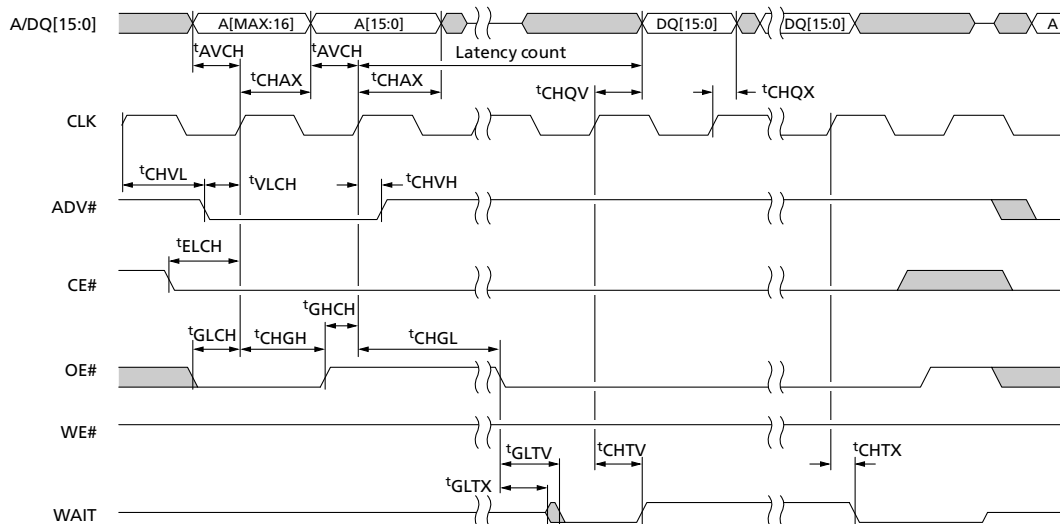 A/DQ[15:0] A[MAX:16] A[15:0] DQ[15:0] DQ[15:0] A
tAVCH tAVCH Latency count
tCHAX tCHAX tCHQV tCHQX
CLK
tCHVL tVLCH tCHVH
ADV#
tELCH
CE#
tGHCH
tGLCH tCHGH tCHGL
OE#
WE#
tGLTV tCHTV tCHTX
tGLTX
WAIT